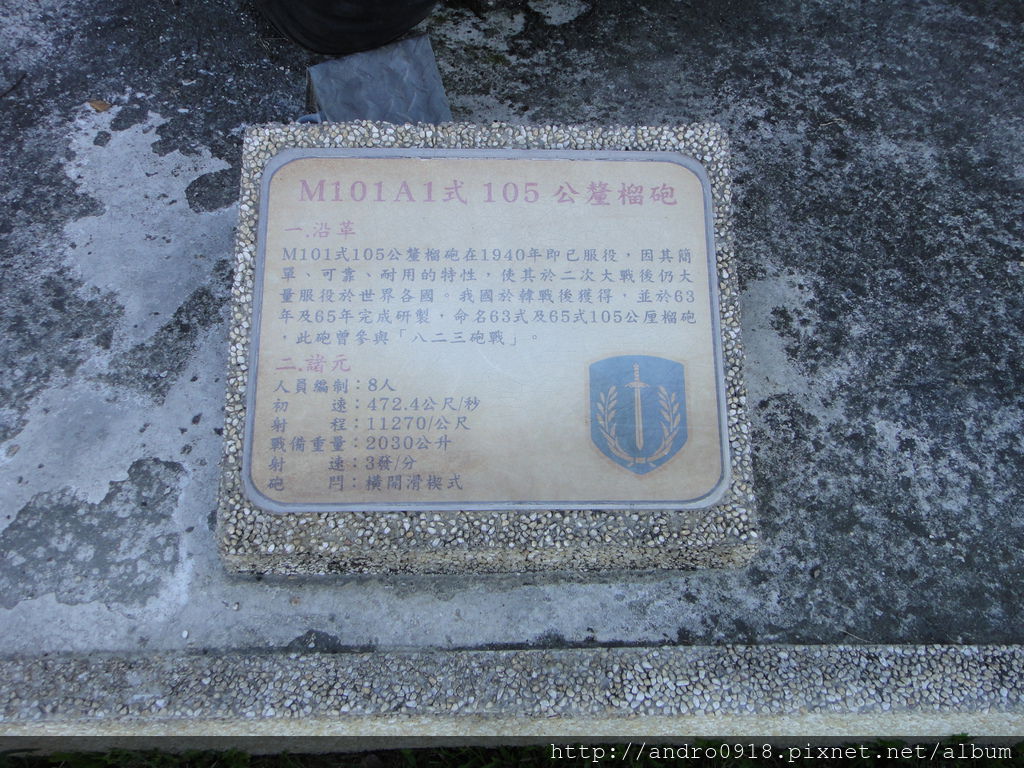 M101A1式 105 公釐榴砲
一.沿革
M101式105公釐榴砲在1940年即已服役，因其簡
單、可靠、耐用的特性，使其於二次大戰後仍大
量服役於世界各國。我國於韓戰後獲得，並於63
年及65年完成研製，命名63式及65式105公厘榴砲
，此砲曾參與「八二三砲戰」。
二.諸元
人員編制：8人
初　　速：472.4公尺/秒
射　　程：11270/公尺
戰備重量：2030公升
射　　速：3發/分
砲　　閂：橫開滑楔式
http://andro0918.pixnet.net/album